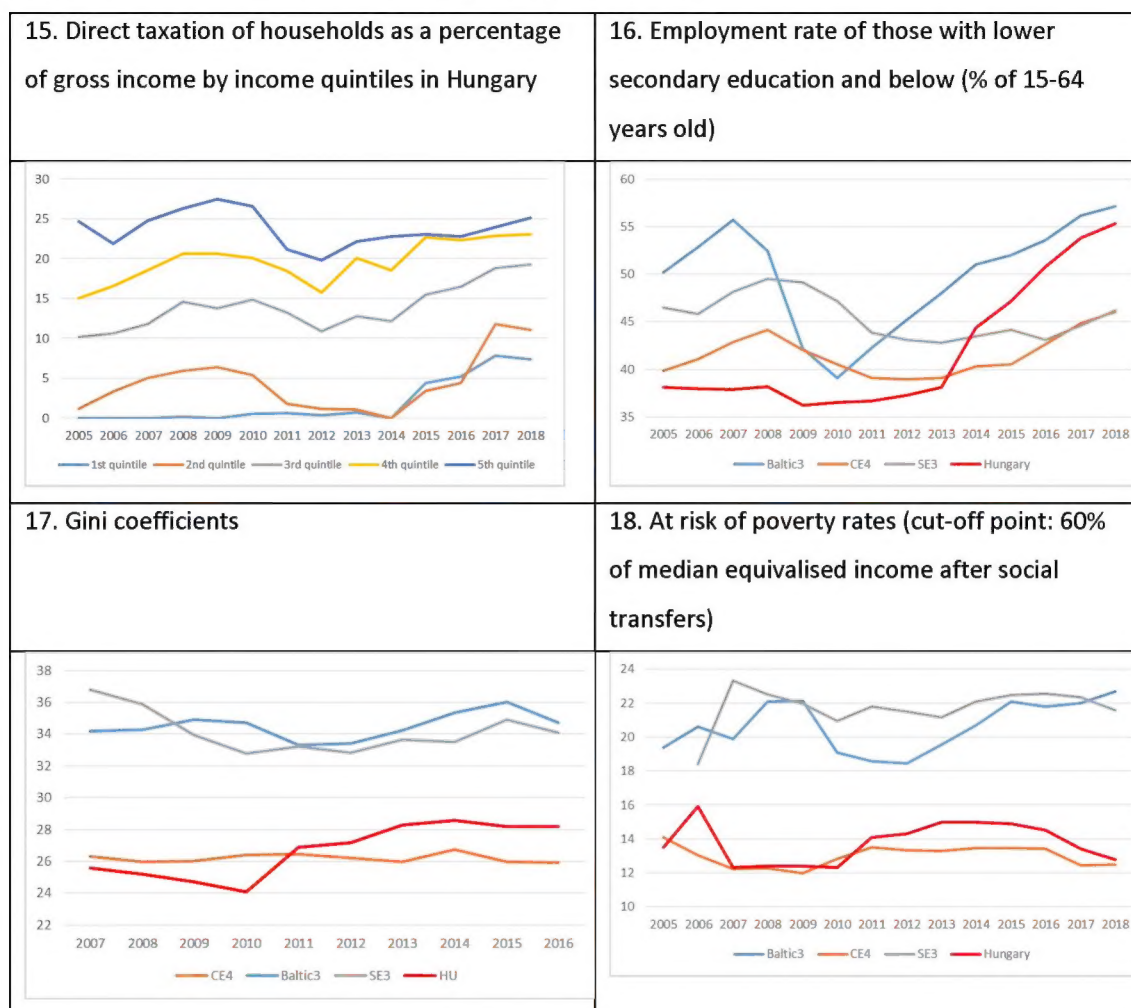 15. Direct taxation of households as a percentage
of gross income by income quintiles in Hungary
30
25
20
15
10
5
0
2005 2006 2007 2008 2009 2010 2011 2012 2013 2014 2015 2016 2017 2018
1st quintile 2nd quintile 3rd quintile 4th quintile 5th quintile
16. Employment rate of those with lower
secondary education and below (% of 15-64
years old)
60
55
50
45
40
35
2005 2006 2007 2008 2009 2010 2011 2012 2013 2014 2015 2016 2017 2018
Baltic3 CE4 SE3 Hungary
17. Gini coefficients
38
36
34
32
30
28
26
24
22
2007 2008 2009 2010 2011 2012 2013 2014 2015 2016
CE4 Baltic3 SE3 HU
18. At risk of poverty rates (cut-off point: 60%
of median equivalised income after social
transfers)
24
22
20
18
16
14
12
10
2005 2006 2007 2008 2009 2010 2011 2012 2013 2014 2015 2016 2017 2018
Baltic3 CE4 SE3 Hungary